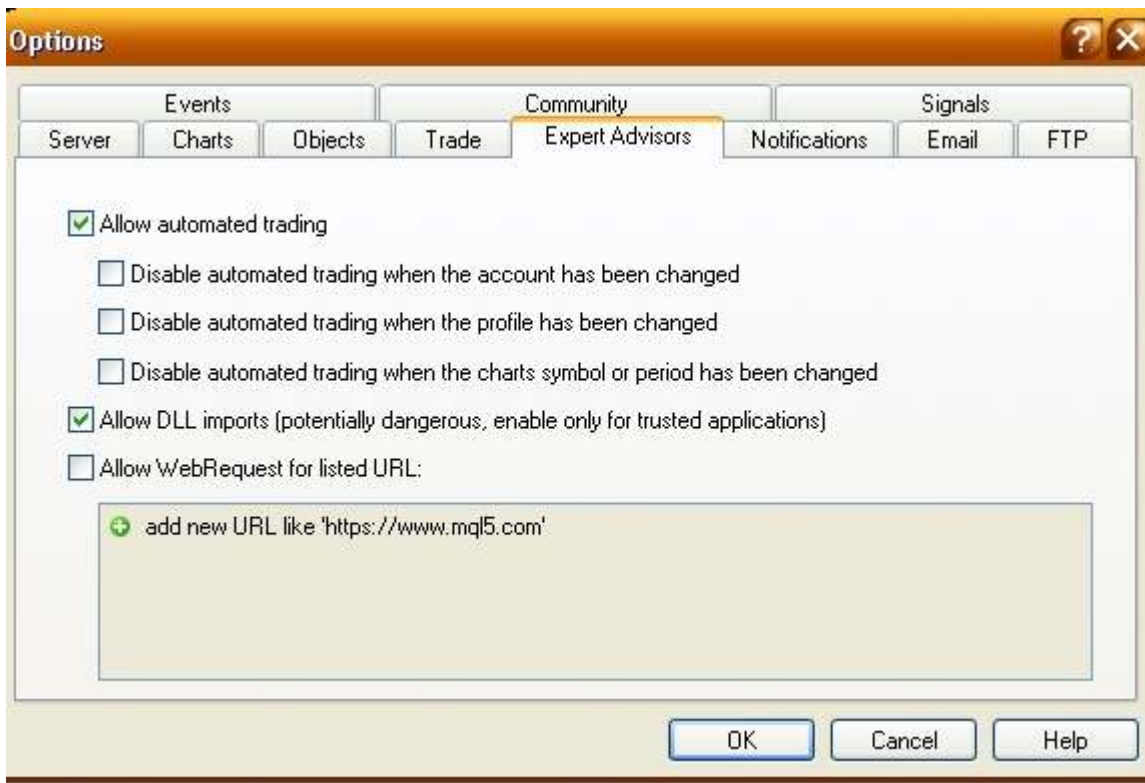 Options
Events Community Signals
Server Charts Objects Trade Expert Advisors Notifications Email FTP
Allow automated trading
Disable automated trading when the account has been changed
Disable automated trading when the profile has been changed
Disable automated trading when the charts symbol or period has been changed
Allow DLL imports (potentially dangerous, enable only for trusted applications)
Allow WebRequest for listed URL:
add new URL like 'https://www.mql5.com'
OK Cancel Help